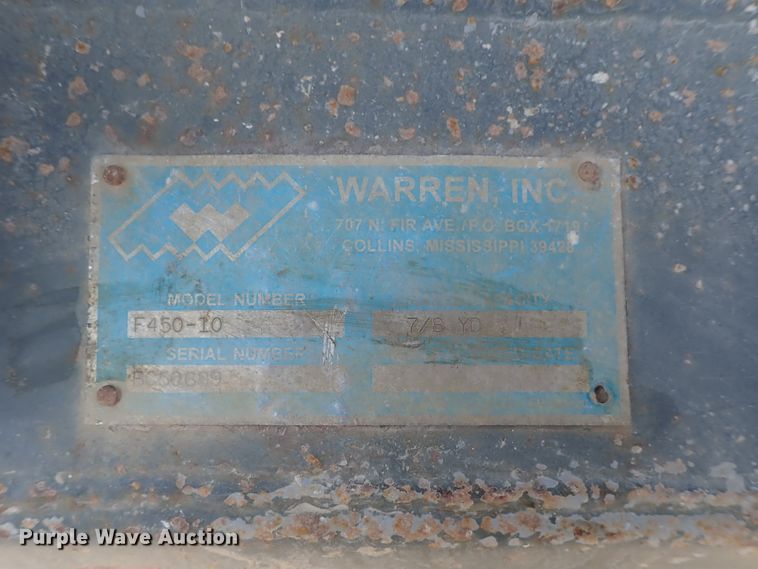 W
WARREN, INC.
707 N. FIR AVE./P.O. BOX
COLLINS, MISSISSIPPI 39428
MODEL NUMBER
F450-10 7/8 YD
SERIAL NUMBER
Purple Wave Auction